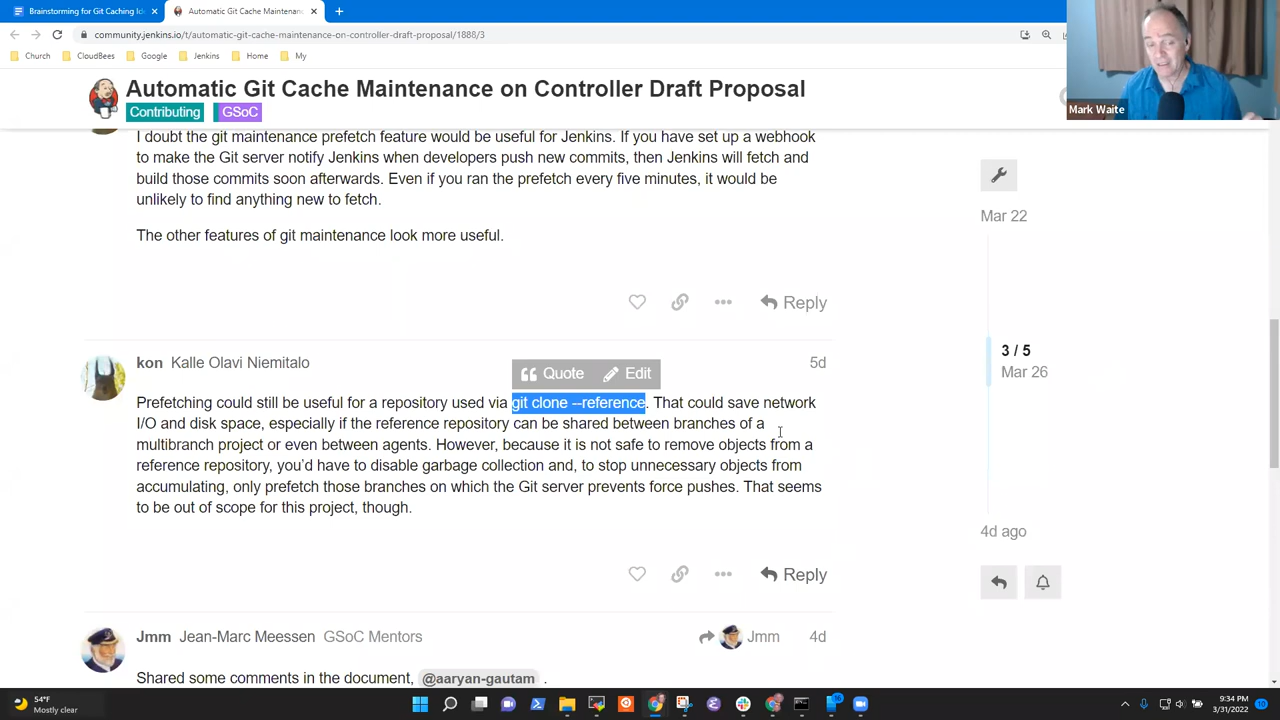 Brainstorming for Git Caching Id
Automatic Git Cache Maintenanc
community.jenkins.io/t/automatic-git-cache-maintenance-on-controller-draft-proposal/1888/3
Church
CloudBees
Google
Jenkins
Home
My
Mark Waite
Automatic Git Cache Maintenance on Controller Draft Proposal
Contributing
GSoC
I doubt the git maintenance prefetch feature would be useful for Jenkins. If you have set up a webhook
to make the Git server notify Jenkins when developers push new commits, then Jenkins will fetch and
build those commits soon afterwards. Even if you ran the prefetch every five minutes, it would be
unlikely to find anything new to fetch.
The other features of git maintenance look more useful.
Reply
Mar 22
3 / 5
Mar 26
4d ago
kon Kalle Olavi Niemitalo
5d
Quote
Edit
Prefetching could still be useful for a repository used via git clone --reference. That could save network
I/O and disk space, especially if the reference repository can be shared between branches of a
multibranch project or even between agents. However, because it is not safe to remove objects from a
reference repository, you’d have to disable garbage collection and, to stop unnecessary objects from
accumulating, only prefetch those branches on which the Git server prevents force pushes. That seems
to be out of scope for this project, though.
Reply
Jmm Jean-Marc Meessen GSoC Mentors
Jmm
4d
Shared some comments in the document, @aaryan-gautam .
54°F
Mostly clear
9:34 PM
3/31/2022